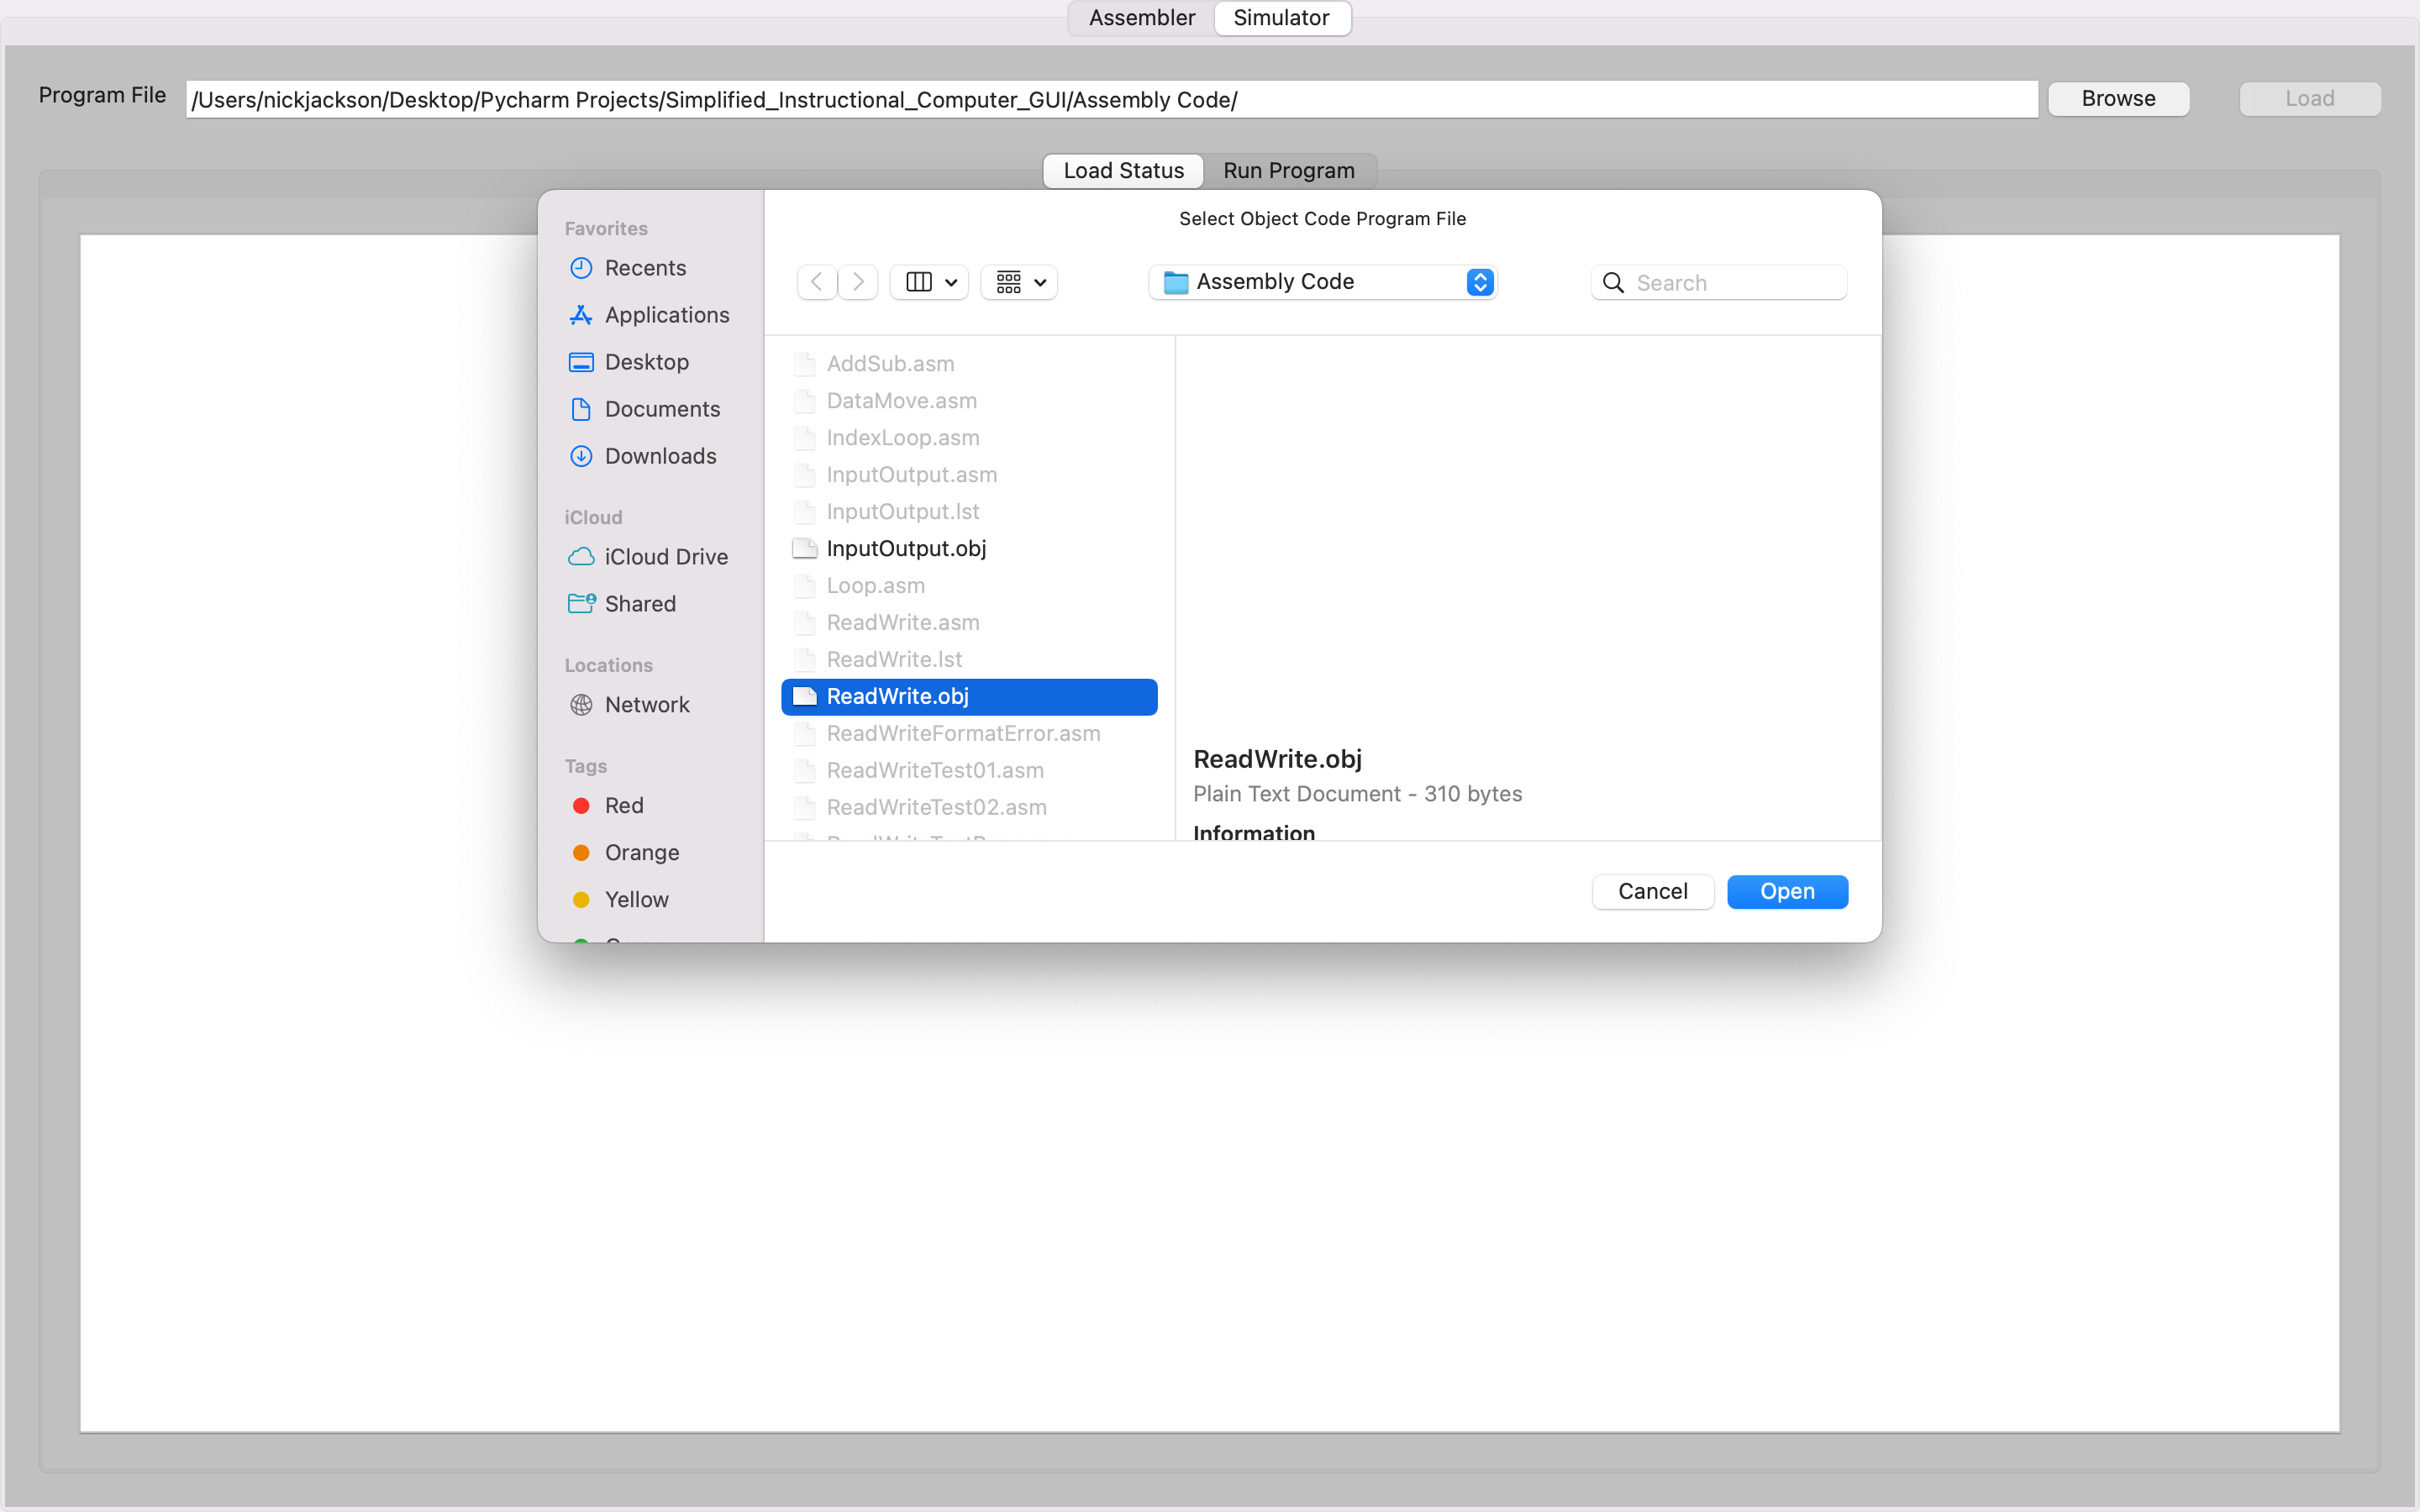 Assembler Simulator
Program File /Users/nickjackson/Desktop/Pycharm Projects/Simplified_Instructional_Computer_GUI/Assembly Code/ Browse Load
Load Status Run Program
Select Object Code Program File
Assembly Code
Search
Favorites
Recents
Applications
Desktop
Documents
Downloads
iCloud
iCloud Drive
Shared
Locations
Network
Tags
Red
Orange
Yellow
AddSub.asm
DataMove.asm
IndexLoop.asm
InputOutput.asm
InputOutput.lst
InputOutput.obj
Loop.asm
ReadWrite.asm
ReadWrite.lst
ReadWrite.obj
ReadWriteFormatError.asm
ReadWriteTest01.asm
ReadWriteTest02.asm
ReadWrite.obj
Plain Text Document - 310 bytes
Information
Cancel Open